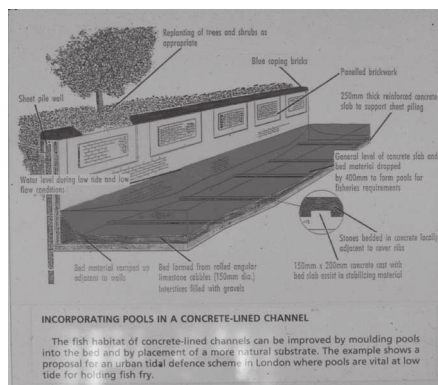 Replanting of trees and shrubs as
appropriate
Blue coping bricks
Panelled brickwork
Sheet pile wall
250mm thick reinforced concrete
slab to support sheet piling
General level of concrete slab and
bed material dropped
by 400mm to form pools for
fisheries requirements
Water level during low tide and low
flow conditions
Stones bedded in concrete locally
adjacent to cover ribs
Bed material ramped up
adjacent to walls
Bed formed from rolled angular
limestone cobbles (150mm dia.)
Interstices filled with gravels
150mm x 200mm concrete cast with
bed slab assist in stabilizing material
INCORPORATING POOLS IN A CONCRETE-LINED CHANNEL
The fish habitat of concrete-lined channels can be improved by moulding pools
into the bed and by placement of a more natural substrate. The example shows a
proposal for an urban tidal defence scheme in London where pools are vital at low
tide for holding fish fry.